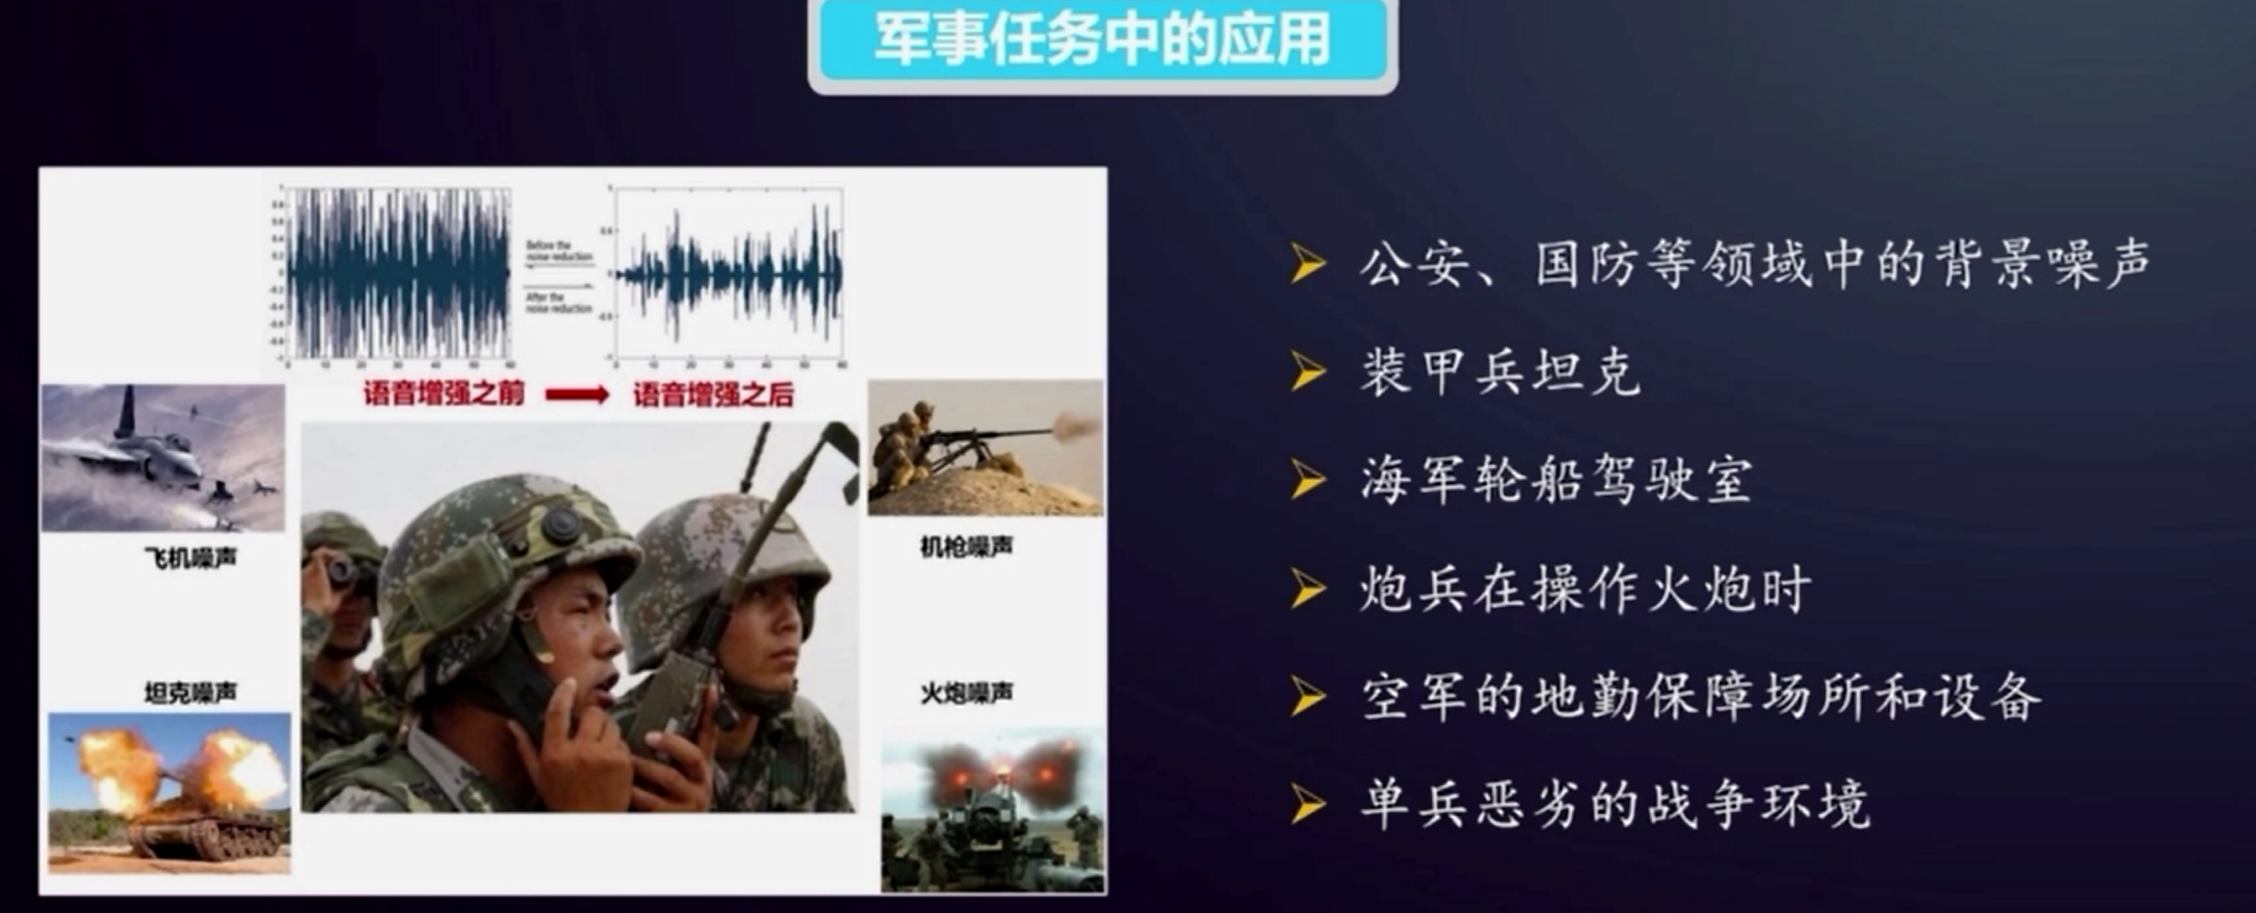 军事任务中的应用
Before the
noise reduction
After the
noise reduction
语音增强之前
语音增强之后
飞机噪声
机枪噪声
坦克噪声
火炮噪声
公安、国防等领域中的背景噪声
装甲兵坦克
海军轮船驾驶室
炮兵在操作火炮时
空军的地勤保障场所和设备
单兵恶劣的战争环境